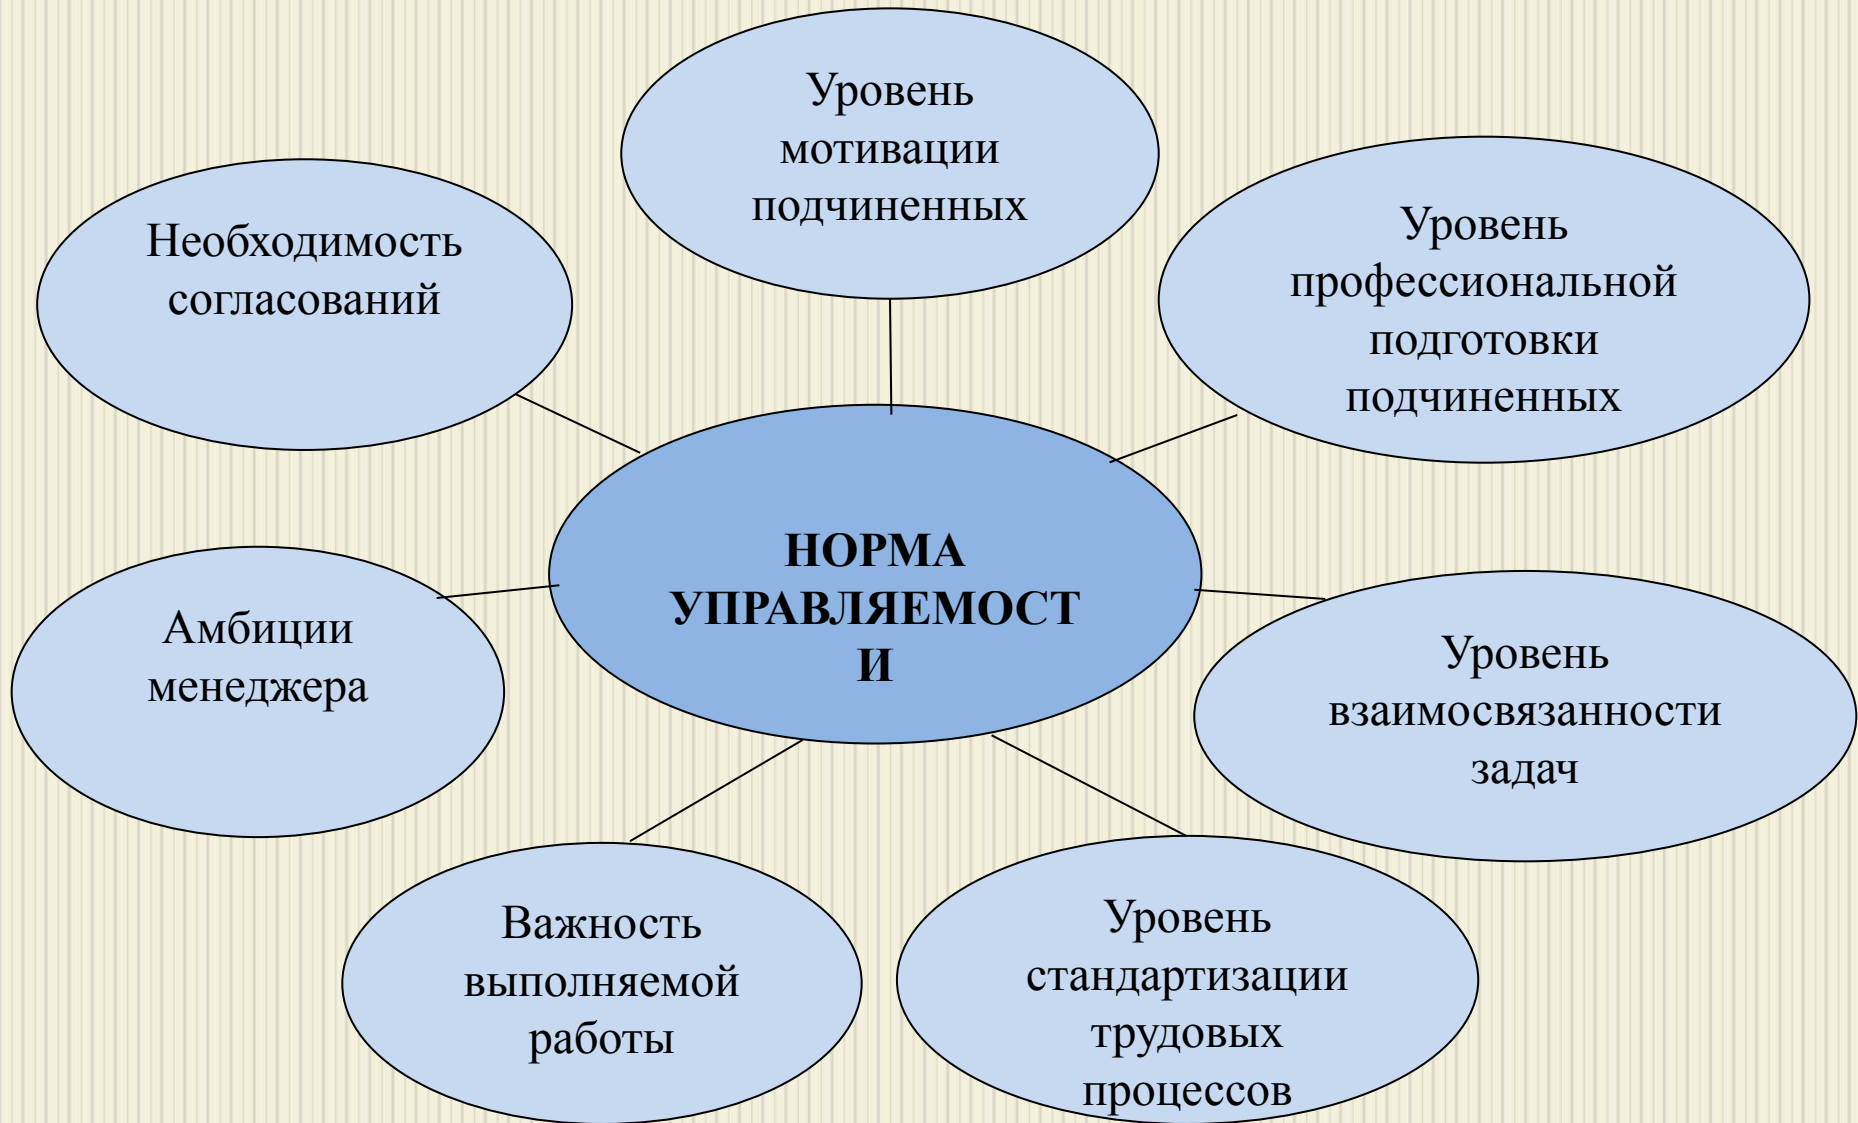 Уровень
мотивации
подчиненных
Необходимость
согласований
Уровень
профессиональной
подготовки
подчиненных
НОРМА
УПРАВЛЯЕМОСТ
И
Амбиции
менеджера
Уровень
взаимосвязанности
задач
Важность
выполняемой
работы
Уровень
стандартизации
трудовых
процессов